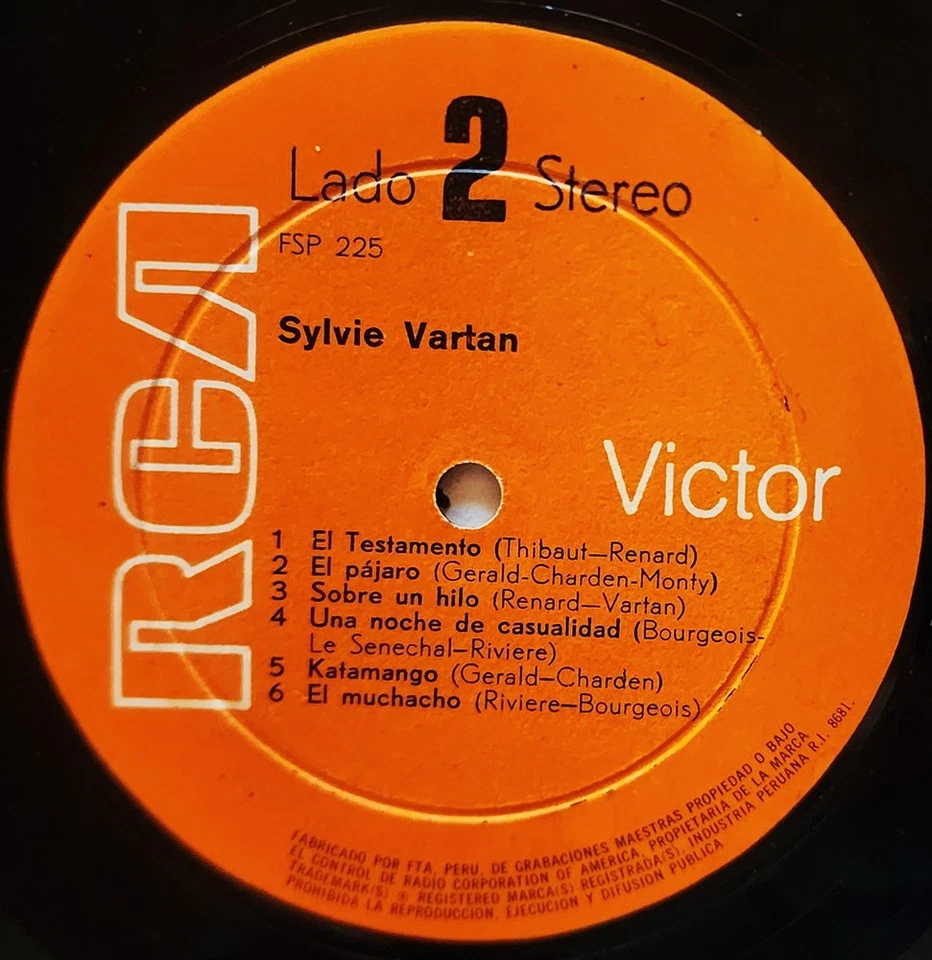 Lado 2 Stereo
FSP 225
Sylvie Vartan
RCA
Victor
1 El Testamento (Thibaut—Renard)
2 El pájaro (Gerald-Charden-Monty)
3 Sobre un hilo (Renard—Vartan)
4 Una noche de casualidad (Bourgeois-
Le Senechal—Riviere)
5 Katamango (Gerald—Charden)
6 El muchacho (Riviere—Bourgeois)
FABRICADO POR FTA, PERU, DE GRABACIONES MAESTRAS PROPIEDAD O BAJO
EL CONTROL DE RADIO CORPORATION OF AMERICA, PROPIETARIA DE LA MARCA
TRADEMARK(S) ® REGISTERED MARCA(S) REGISTRADA(S), INDUSTRIA PERUANA R.I. 8681.
PROHIBIDA LA REPRODUCCION, EJECUCION Y DIFUSION PUBLICA